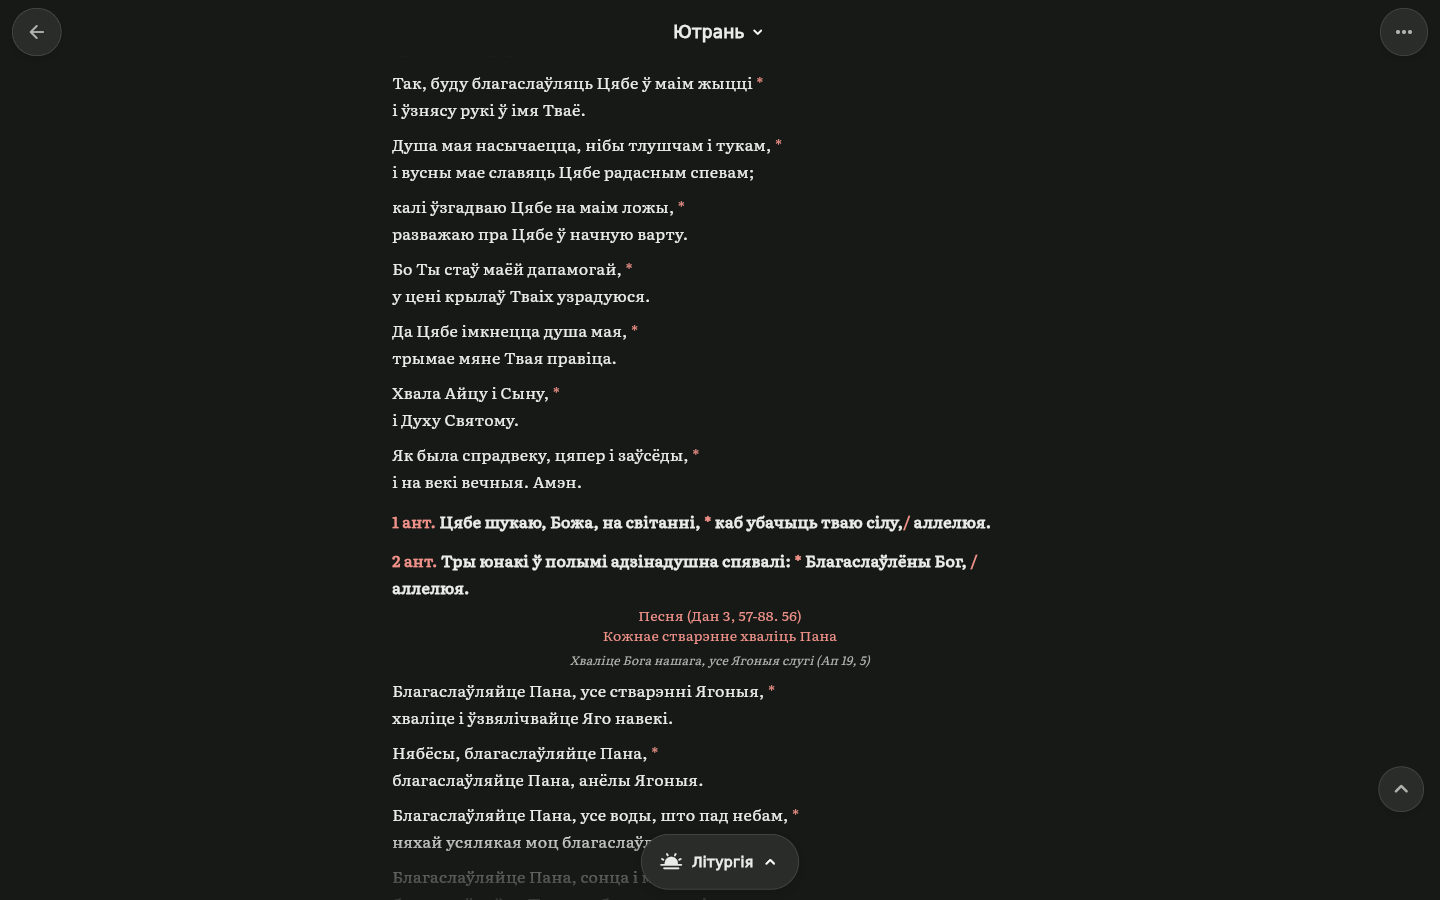 Ютрань
Так, буду благаслаўляць Цябе ў маім жыцці *
і ўзнясу рукі ў імя Тваё.
Душа мая насычаецца, нібы тлушчам і тукам, *
і вусны мае славяць Цябе радасным спевам;
калі ўзгадваю Цябе на маім ложы, *
разважаю пра Цябе ў начную варту.
Бо Ты стаў маёй дапамогай, *
у цені крылаў Тваіх узрадуюся.
Да Цябе імкнецца душа мая, *
трымае мяне Твая правіца.
Хвала Айцу і Сыну, *
і Духу Святому.
Як была спрадвеку, цяпер і заўсёды, *
і на векі вечныя. Амэн.
1 ант. Цябе шукаю, Божа, на світанні, * каб убачыць тваю сілу,/ аллелюя.
2 ант. Тры юнакі ў полымі адзінадушна спявалі: * Благаслаўлёны Бог, /
аллелюя.
Песня (Дан 3, 57-88. 56)
Кожнае стварэнне хваліць Пана
Хваліце Бога нашага, усе Ягоныя слугі (Ап 19, 5)
Благаслаўляйце Пана, усе стварэнні Ягоныя, *
хваліце і ўзвялічвайце Яго навекі.
Нябёсы, благаслаўляйце Пана, *
благаслаўляйце Пана, анёлы Ягоныя.
Благаслаўляйце Пана, усе воды, што пад небам, *
няхай усялякая моц
Літургія
Благаслаўляйце Пана, сонца і